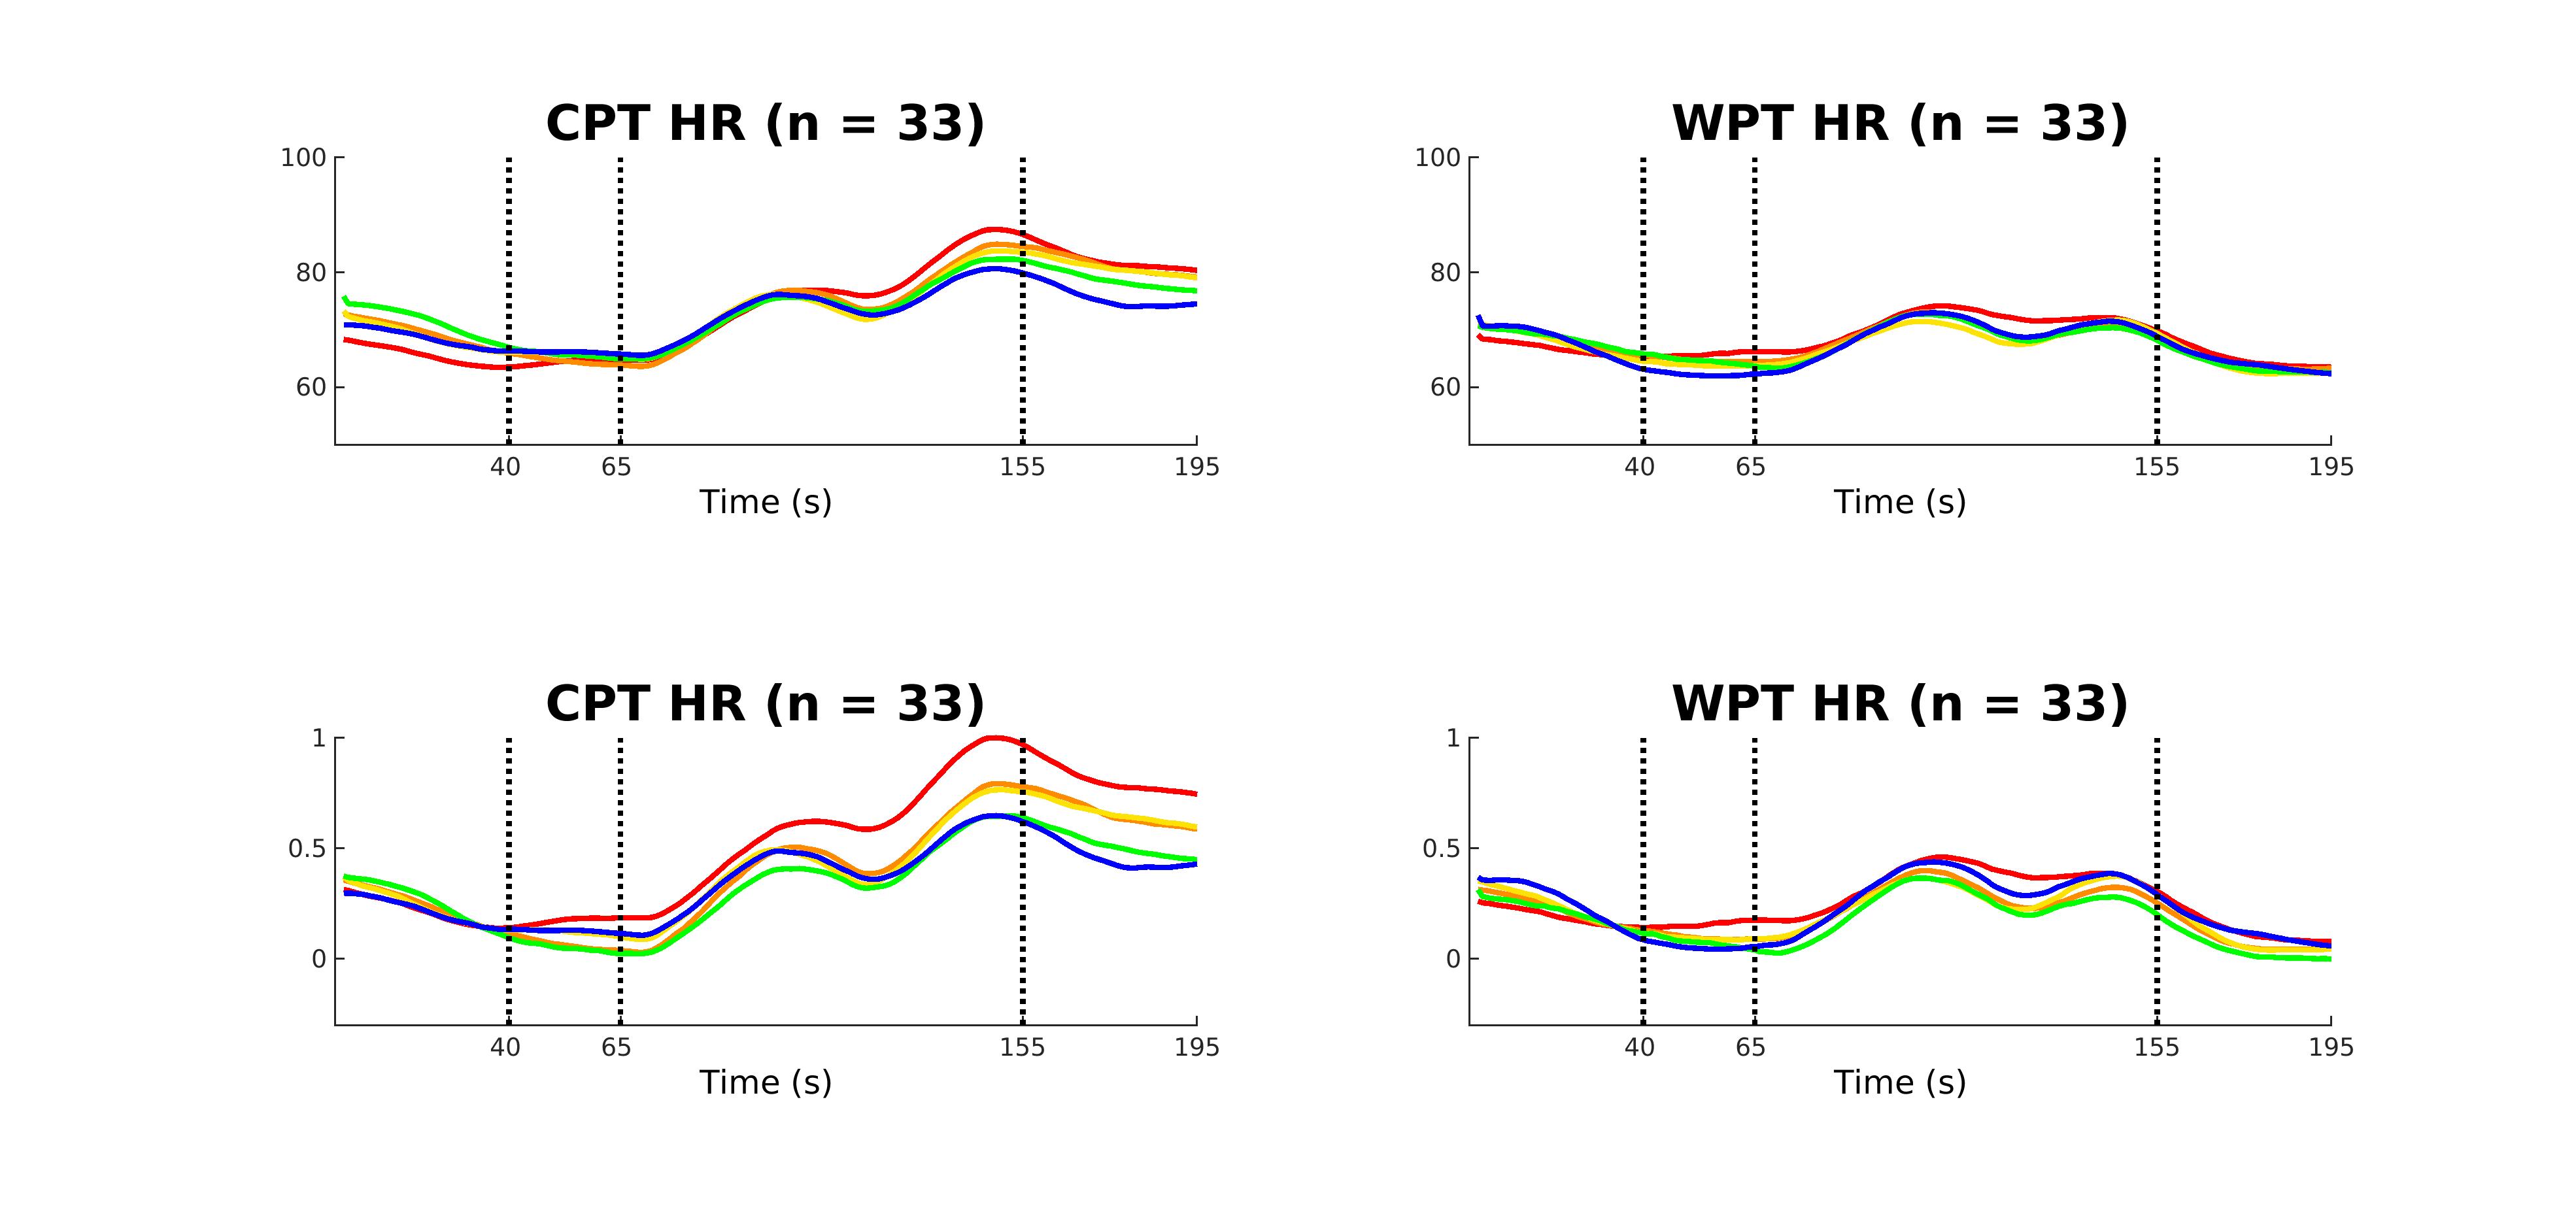 CPT HR (n = 33)
100
80
60
40 65 155 195
Time (s)
WPT HR (n = 33)
100
80
60
40 65 155 195
Time (s)
CPT HR (n = 33)
1
0.5
0
40 65 155 195
Time (s)
WPT HR (n = 33)
1
0.5
0
40 65 155 195
Time (s)